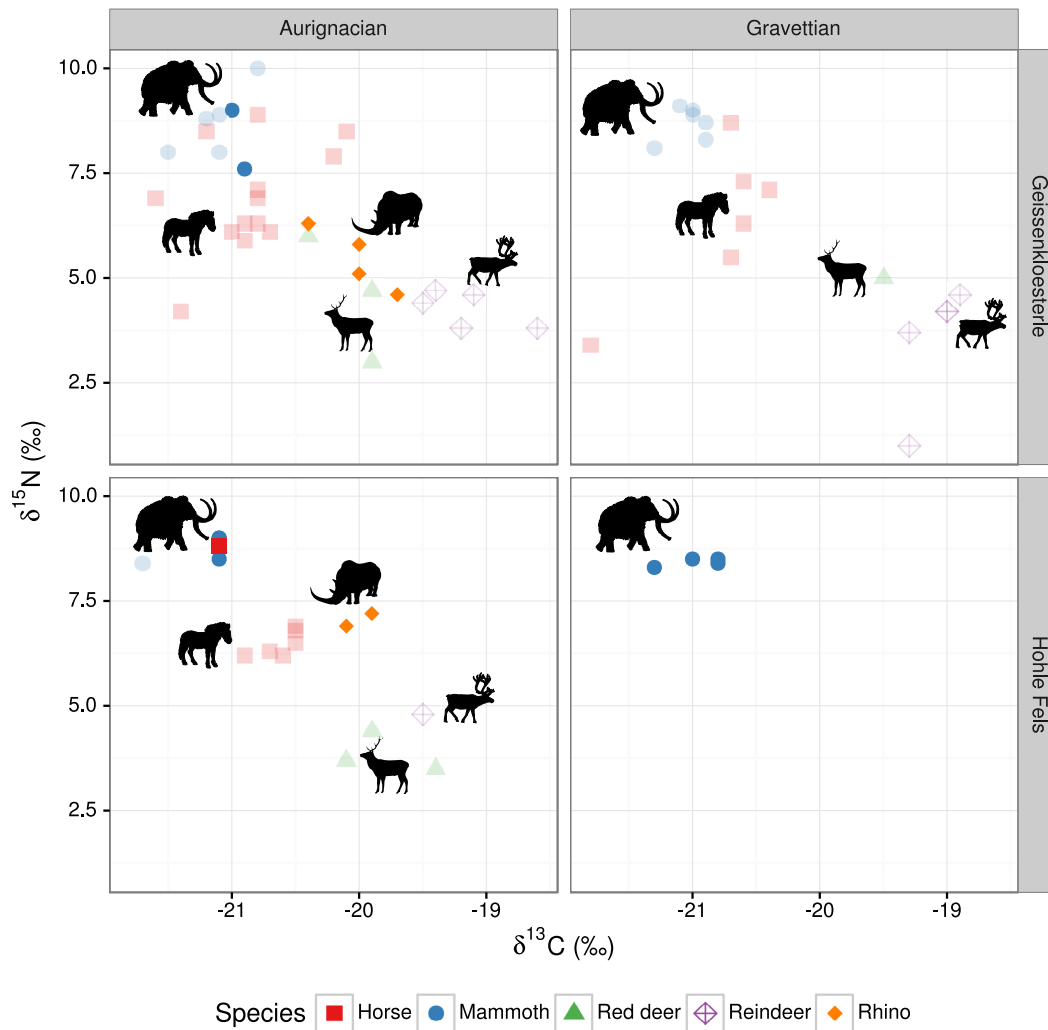 Aurignacian
Gravettian
10.0
7.5
5.0
2.5
Geissenkloesterle
δ¹⁵N (‰)
10.0
7.5
5.0
2.5
Hohle Fels
-21
-20
-19
-21
-20
-19
δ¹³C (‰)
Species Horse Mammoth Red deer Reindeer Rhino